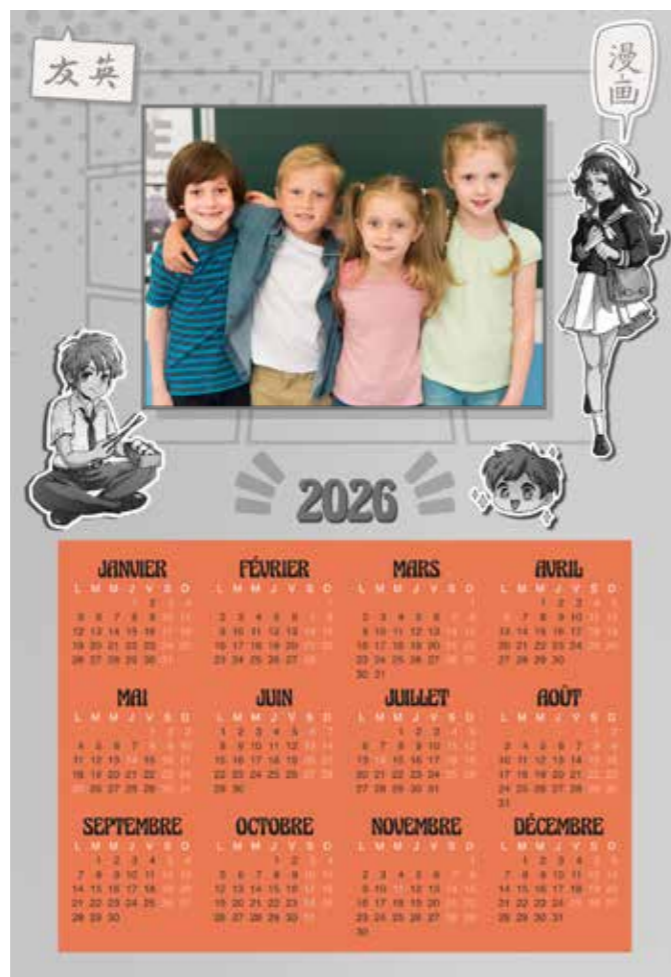 友英
漫画
2026
JANVIER
L M M J V S D
1 2 3 4
5 6 7 8 9 10 11
12 13 14 15 16 17 18
19 20 21 22 23 24 25
26 27 28 29 30 31
FÉVRIER
L M M J V S D
1
2 3 4 5 6 7 8
9 10 11 12 13 14 15
16 17 18 19 20 21 22
23 24 25 26 27 28
MARS
L M M J V S D
1
2 3 4 5 6 7 8
9 10 11 12 13 14 15
16 17 18 19 20 21 22
23 24 25 26 27 28 29
30 31
AVRIL
L M M J V S D
1 2 3 4 5
6 7 8 9 10 11 12
13 14 15 16 17 18 19
20 21 22 23 24 25 26
27 28 29 30
MAI
L M M J V S D
1 2 3
4 5 6 7 8 9 10
11 12 13 14 15 16 17
18 19 20 21 22 23 24
25 26 27 28 29 30 31
JUIN
L M M J V S D
1 2 3 4 5 6 7
8 9 10 11 12 13 14
15 16 17 18 19 20 21
22 23 24 25 26 27 28
29 30
JUILLET
L M M J V S D
1 2 3 4 5
6 7 8 9 10 11 12
13 14 15 16 17 18 19
20 21 22 23 24 25 26
27 28 29 30 31
AOÛT
L M M J V S D
1 2
3 4 5 6 7 8 9
10 11 12 13 14 15 16
17 18 19 20 21 22 23
24 25 26 27 28 29 30
31
SEPTEMBRE
L M M J V S D
1 2 3 4 5 6
7 8 9 10 11 12 13
14 15 16 17 18 19 20
21 22 23 24 25 26 27
28 29 30
OCTOBRE
L M M J V S D
1 2 3 4
5 6 7 8 9 10 11
12 13 14 15 16 17 18
19 20 21 22 23 24 25
26 27 28 29 30 31
NOVEMBRE
L M M J V S D
1
2 3 4 5 6 7 8
9 10 11 12 13 14 15
16 17 18 19 20 21 22
23 24 25 26 27 28 29
30
DÉCEMBRE
L M M J V S D
1 2 3 4 5 6
7 8 9 10 11 12 13
14 15 16 17 18 19 20
21 22 23 24 25 26 27
28 29 30 31